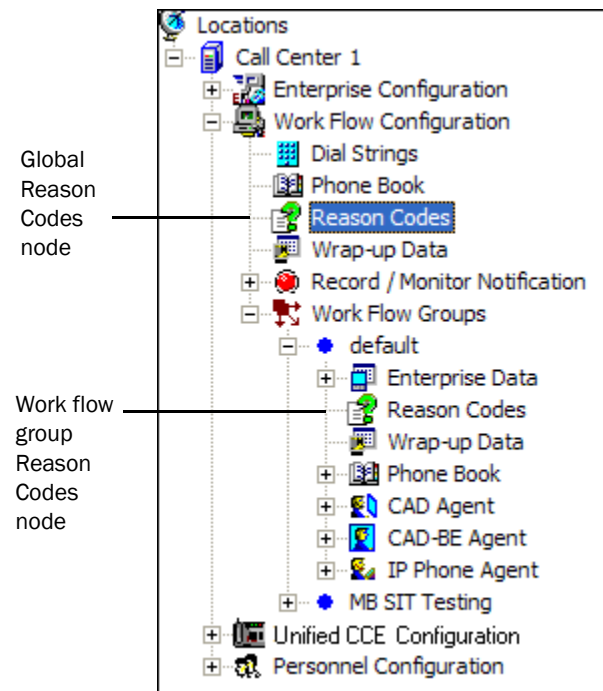 Locations
Call Center 1
Enterprise Configuration
Work Flow Configuration
Dial Strings
Phone Book
Reason Codes
Wrap-up Data
Record / Monitor Notification
Work Flow Groups
default
Enterprise Data
Reason Codes
Wrap-up Data
Phone Book
CAD Agent
CAD-BE Agent
IP Phone Agent
MB SIT Testing
Unified CCE Configuration
Personnel Configuration
Global
Reason
Codes
node
Work flow
group
Reason
Codes
node